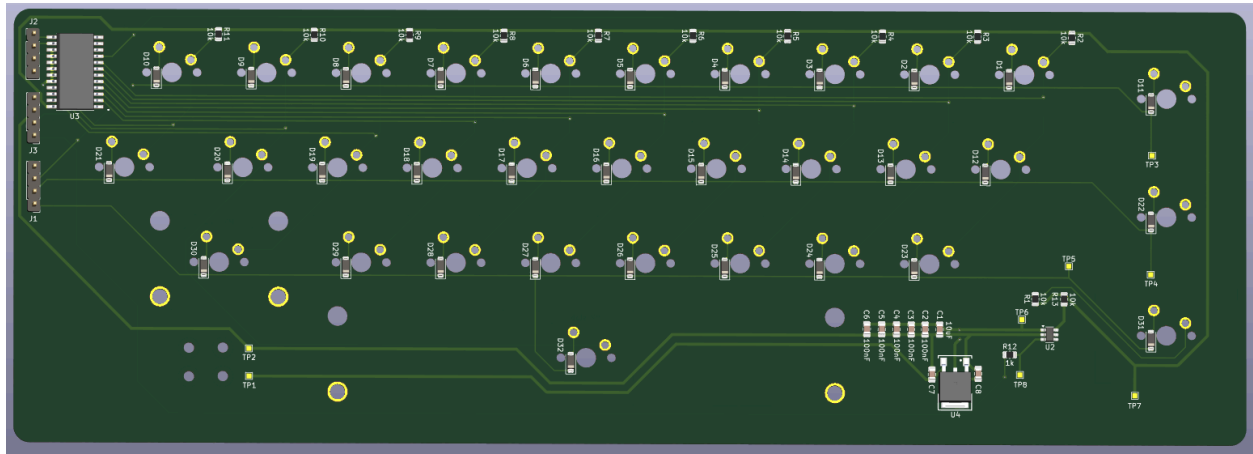 J2
R11
10k
R10
10k
R9
10k
R8
10k
R7
10k
R6
10k
R5
10k
R4
10k
R3
10k
R2
10k
D10
D9
D8
D7
D6
D5
D4
D3
D2
D1
D11
U3
J3
TP3
D21
D20
D19
D18
D17
D16
D15
D14
D13
D12
D22
J1
D30
D29
D28
D27
D26
D25
D24
D23
TP5
TP4
R1
10k
R13
10k
TP6
D31
C6
100nF
C5
100nF
C4
100nF
C3
100nF
C2
100nF
C1
10uF
U2
D32
TP2
TP1
R12
1k
TP8
C7
C8
U4
TP7